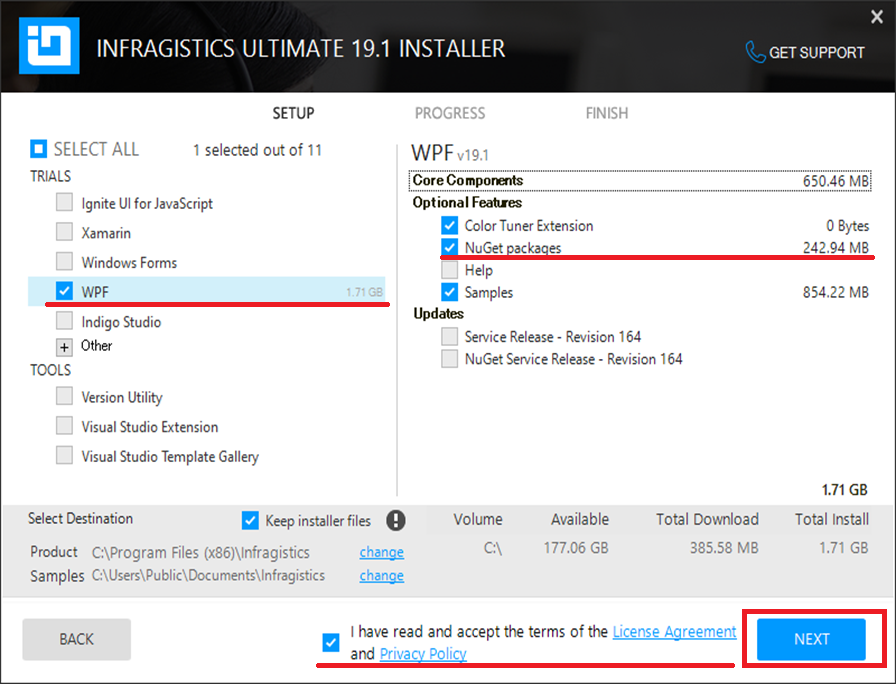 INFRAGISTICS ULTIMATE 19.1 INSTALLER
GET SUPPORT
SETUP PROGRESS FINISH
SELECT ALL 1 selected out of 11
TRIALS
Ignite UI for JavaScript
Xamarin
Windows Forms
WPF 1.71 GB
Indigo Studio
+ Other
TOOLS
Version Utility
Visual Studio Extension
Visual Studio Template Gallery
WPF v19.1
Core Components 650.46 MB
Optional Features
Color Tuner Extension 0 Bytes
NuGet packages 242.94 MB
Help
Samples 854.22 MB
Updates
Service Release - Revision 164
NuGet Service Release - Revision 164
1.71 GB
Select Destination Keep installer files
Product C:\Program Files (x86)\Infragistics change
Samples C:\Users\Public\Documents\Infragistics change
Volume Available Total Download Total Install
C:\ 177.06 GB 385.58 MB 1.71 GB
BACK
I have read and accept the terms of the License Agreement
and Privacy Policy
NEXT